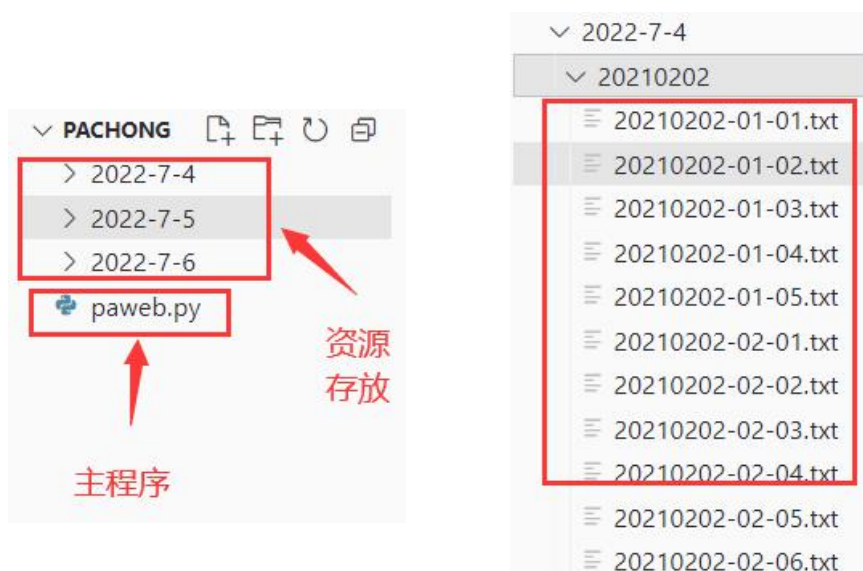 PACHONG
2022-7-4
2022-7-5
2022-7-6
paweb.py
资源
存放
主程序
2022-7-4
20210202
20210202-01-01.txt
20210202-01-02.txt
20210202-01-03.txt
20210202-01-04.txt
20210202-01-05.txt
20210202-02-01.txt
20210202-02-02.txt
20210202-02-03.txt
20210202-02-04.txt
20210202-02-05.txt
20210202-02-06.txt